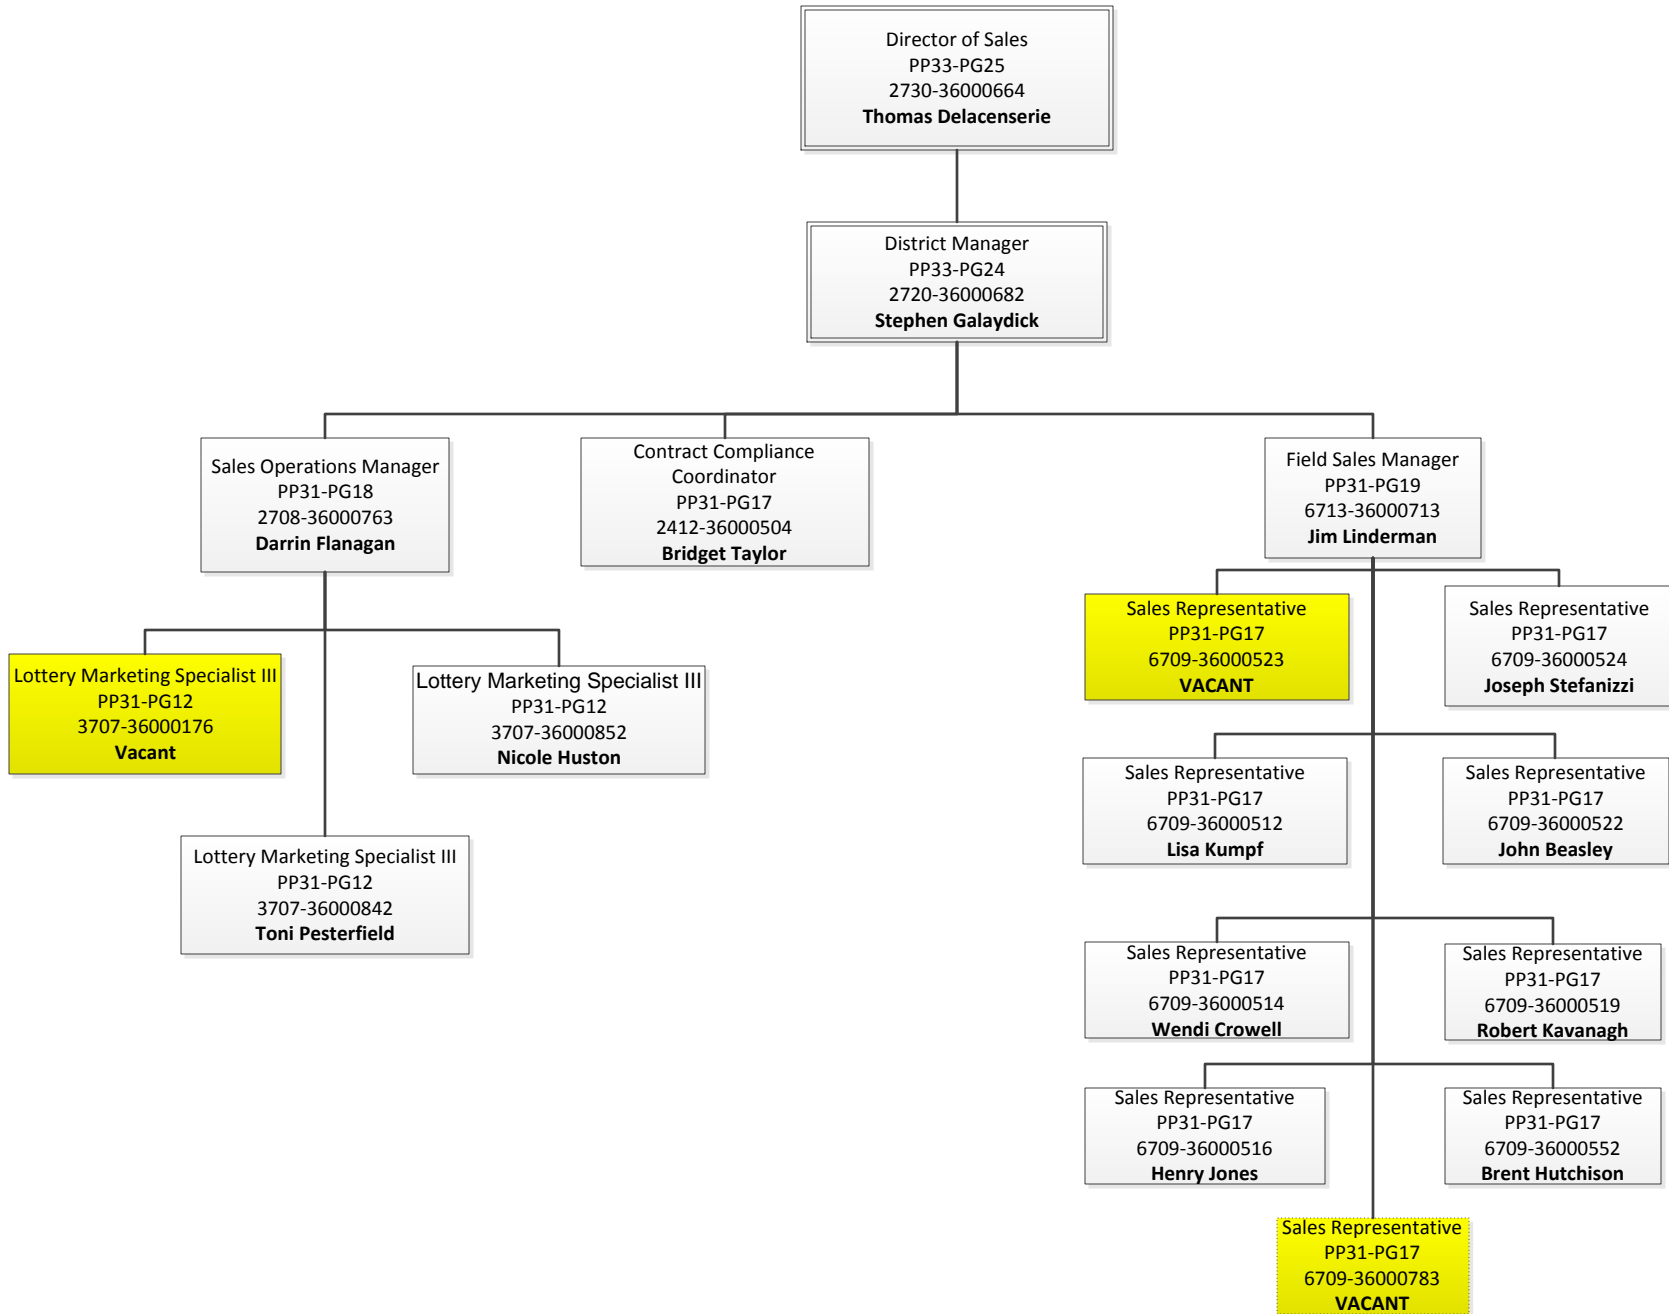 Director of Sales
PP33-PG25
2730-36000664
Thomas Delacenserie
District Manager
PP33-PG24
2720-36000682
Stephen Galaydick
Sales Operations Manager
PP31-PG18
2708-36000763
Darrin Flanagan
Contract Compliance
Coordinator
PP31-PG17
2412-36000504
Bridget Taylor
Field Sales Manager
PP31-PG19
6713-36000713
Jim Linderman
Lottery Marketing Specialist III
PP31-PG12
3707-36000176
Vacant
Lottery Marketing Specialist III
PP31-PG12
3707-36000852
Nicole Huston
Lottery Marketing Specialist III
PP31-PG12
3707-36000842
Toni Pesterfield
Sales Representative
PP31-PG17
6709-36000523
VACANT
Sales Representative
PP31-PG17
6709-36000524
Joseph Stefanizzi
Sales Representative
PP31-PG17
6709-36000512
Lisa Kumpf
Sales Representative
PP31-PG17
6709-36000522
John Beasley
Sales Representative
PP31-PG17
6709-36000514
Wendi Crowell
Sales Representative
PP31-PG17
6709-36000519
Robert Kavanagh
Sales Representative
PP31-PG17
6709-36000516
Henry Jones
Sales Representative
PP31-PG17
6709-36000552
Brent Hutchison
Sales Representative
PP31-PG17
6709-36000783
VACANT